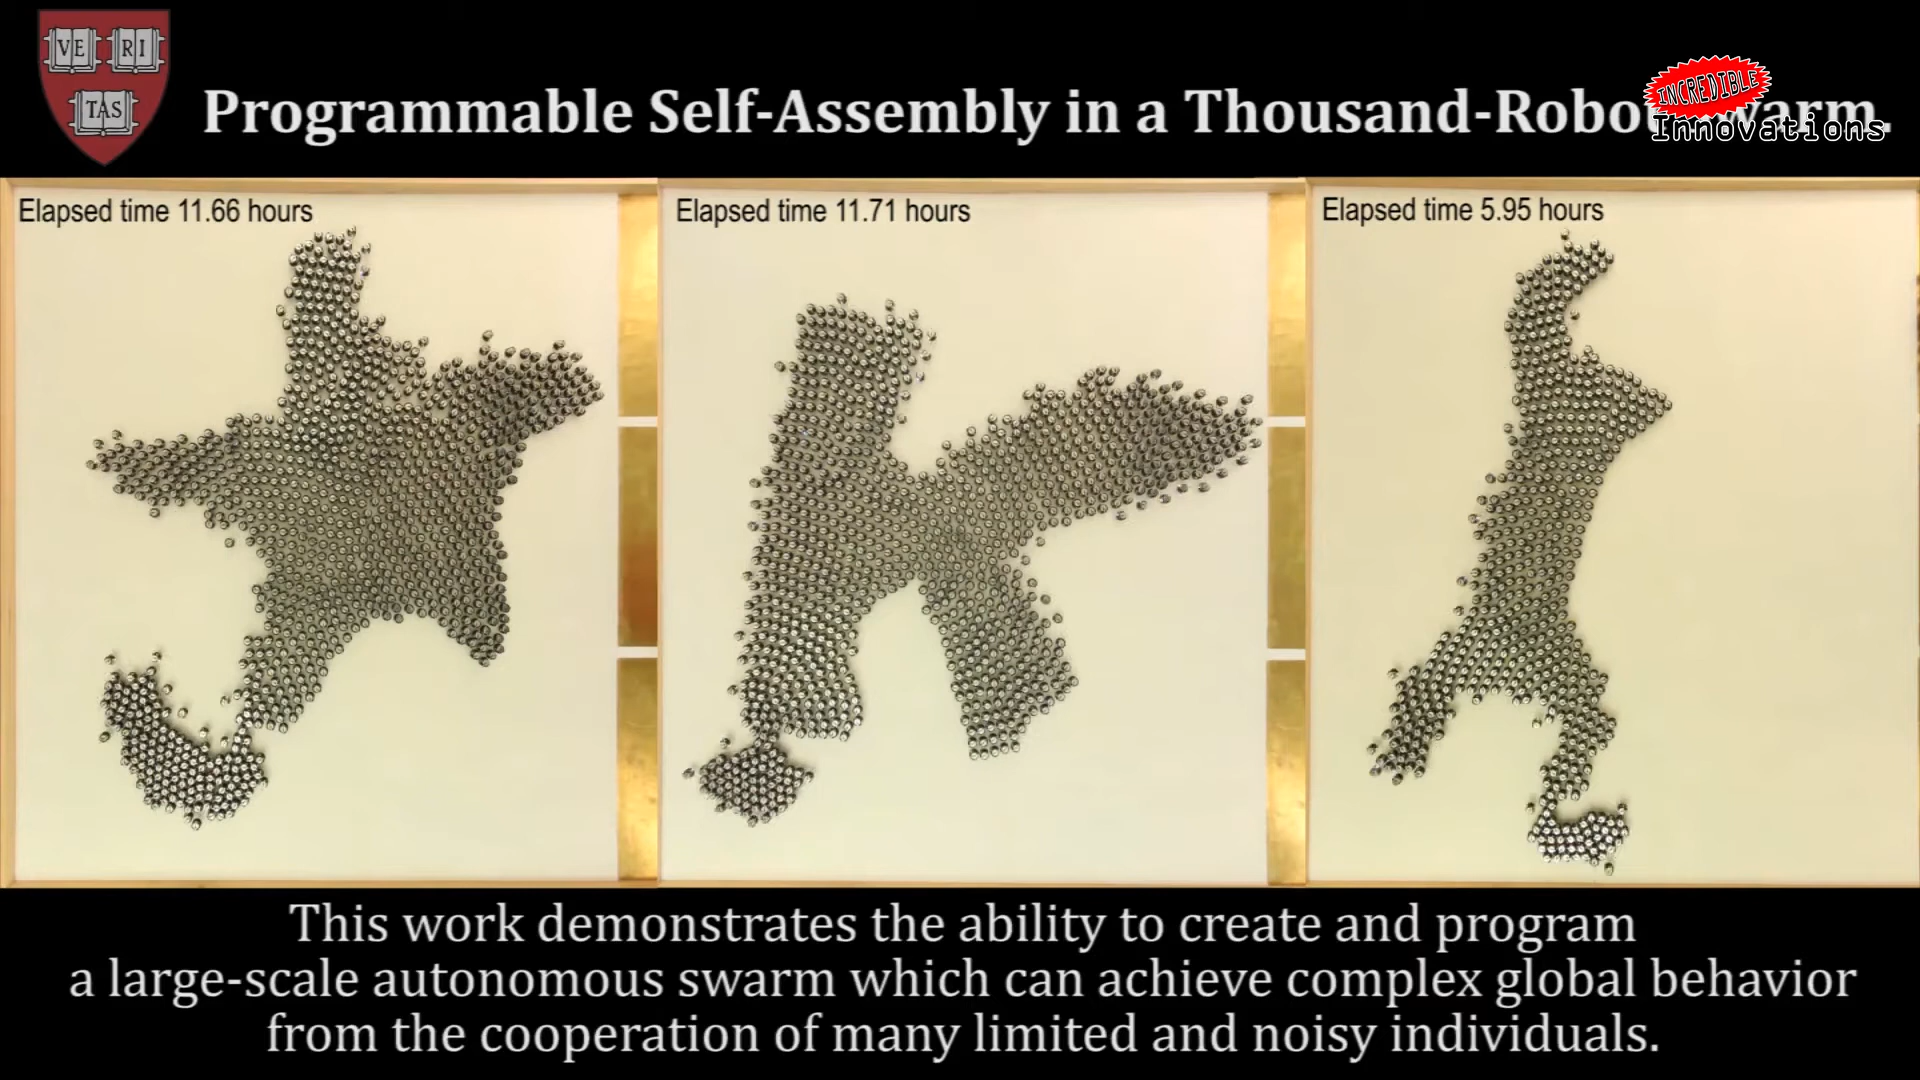 VE RI
TAS
Programmable Self-Assembly in a Thousand-Robot Swarm.
INCREDIBLE
Innovations
Elapsed time 11.66 hours
Elapsed time 11.71 hours
Elapsed time 5.95 hours
This work demonstrates the ability to create and program
a large-scale autonomous swarm which can achieve complex global behavior
from the cooperation of many limited and noisy individuals.